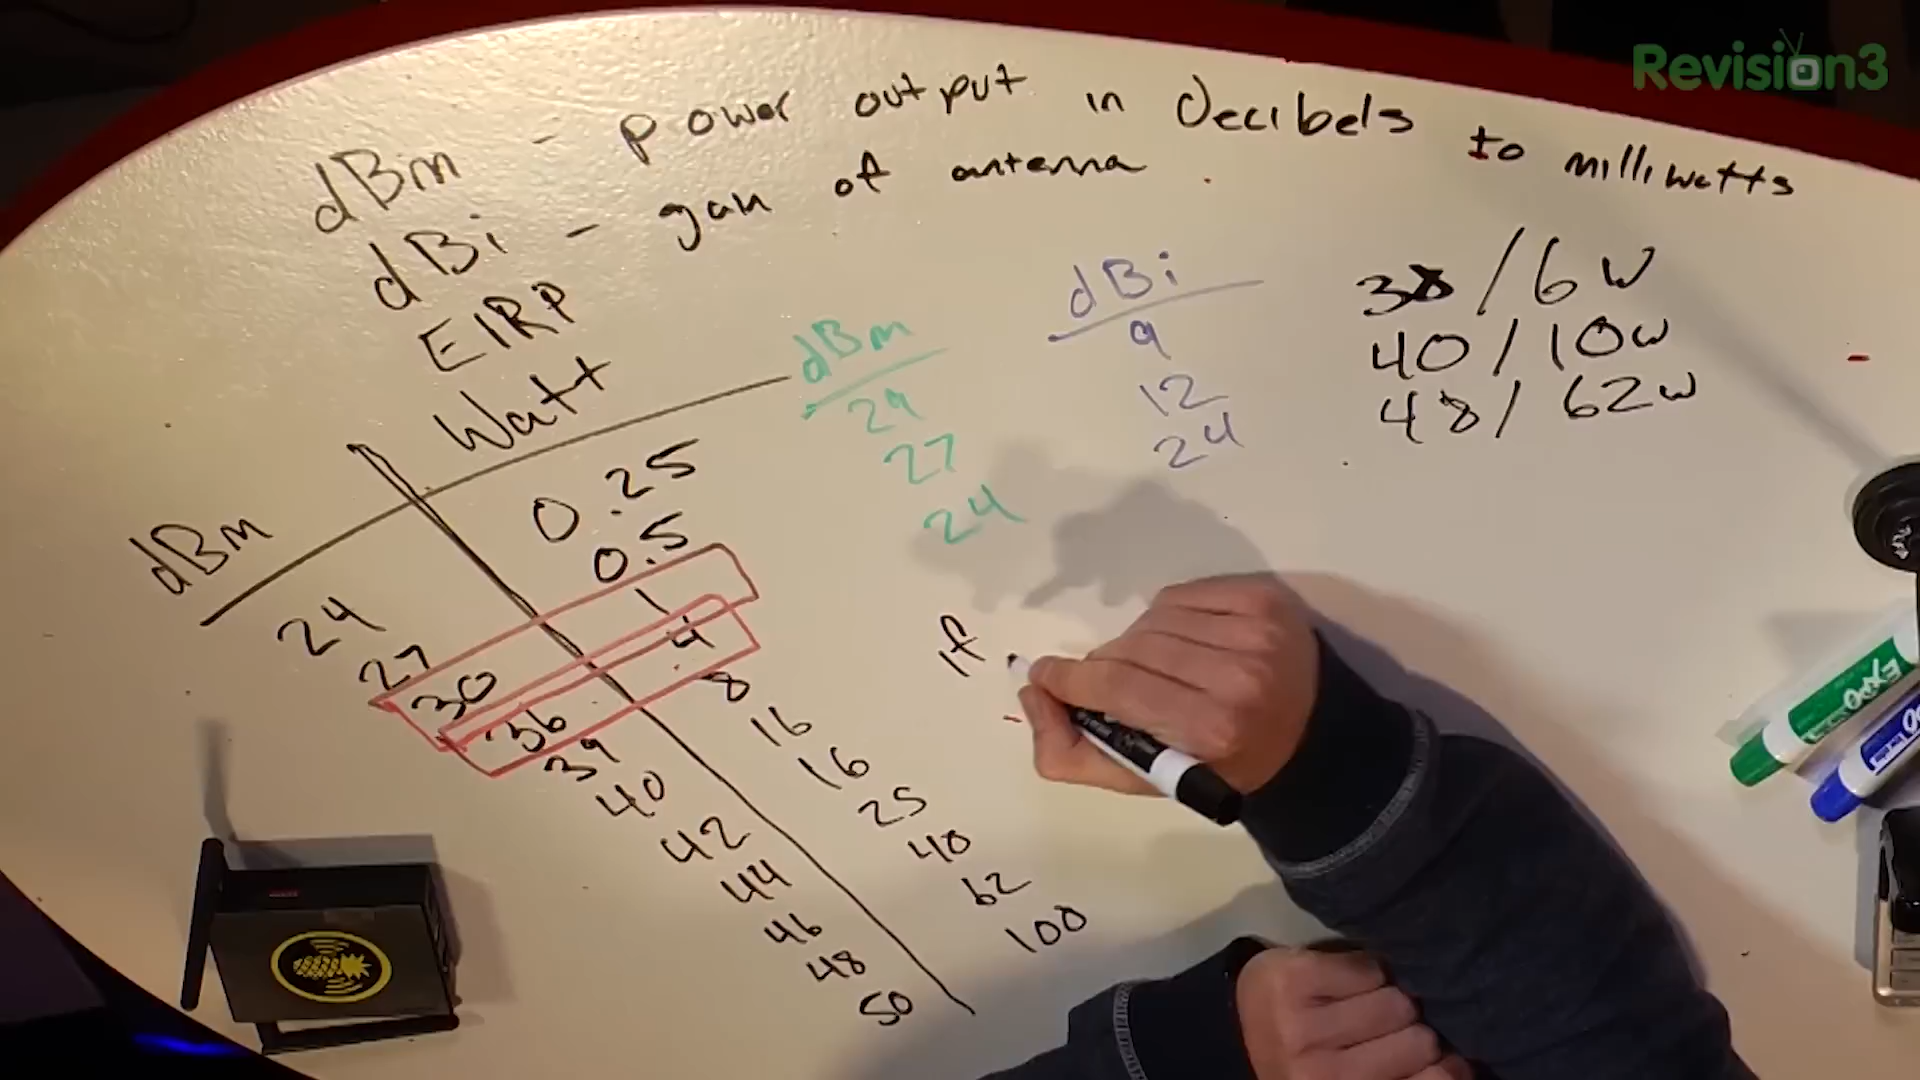 Revision3
dBm - power output in decibels to milliwatts
dBi - gain of antenna
EIRP
Watt
dBm
0.25
0.5
1
4
8
16
16
25
40
62
100
24
27
30
36
39
40
42
44
46
48
50
dBm
29
27
24
dBi
9
12
24
38 / 6w
40 / 10w
48 / 62w
if
EXPO